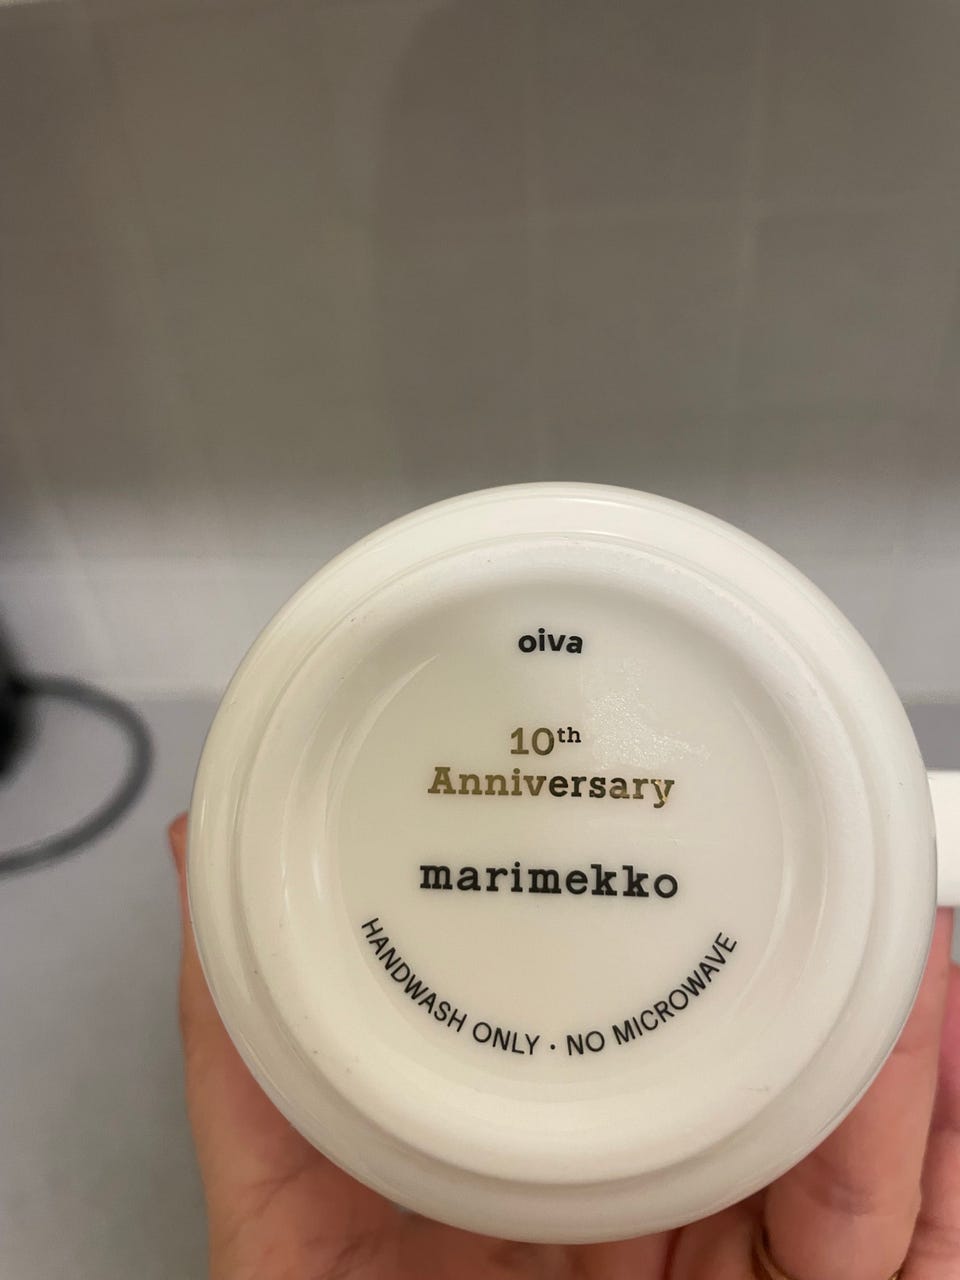 oiva
10th
Anniversary
marimekko
HANDWASH ONLY · NO MICROWAVE